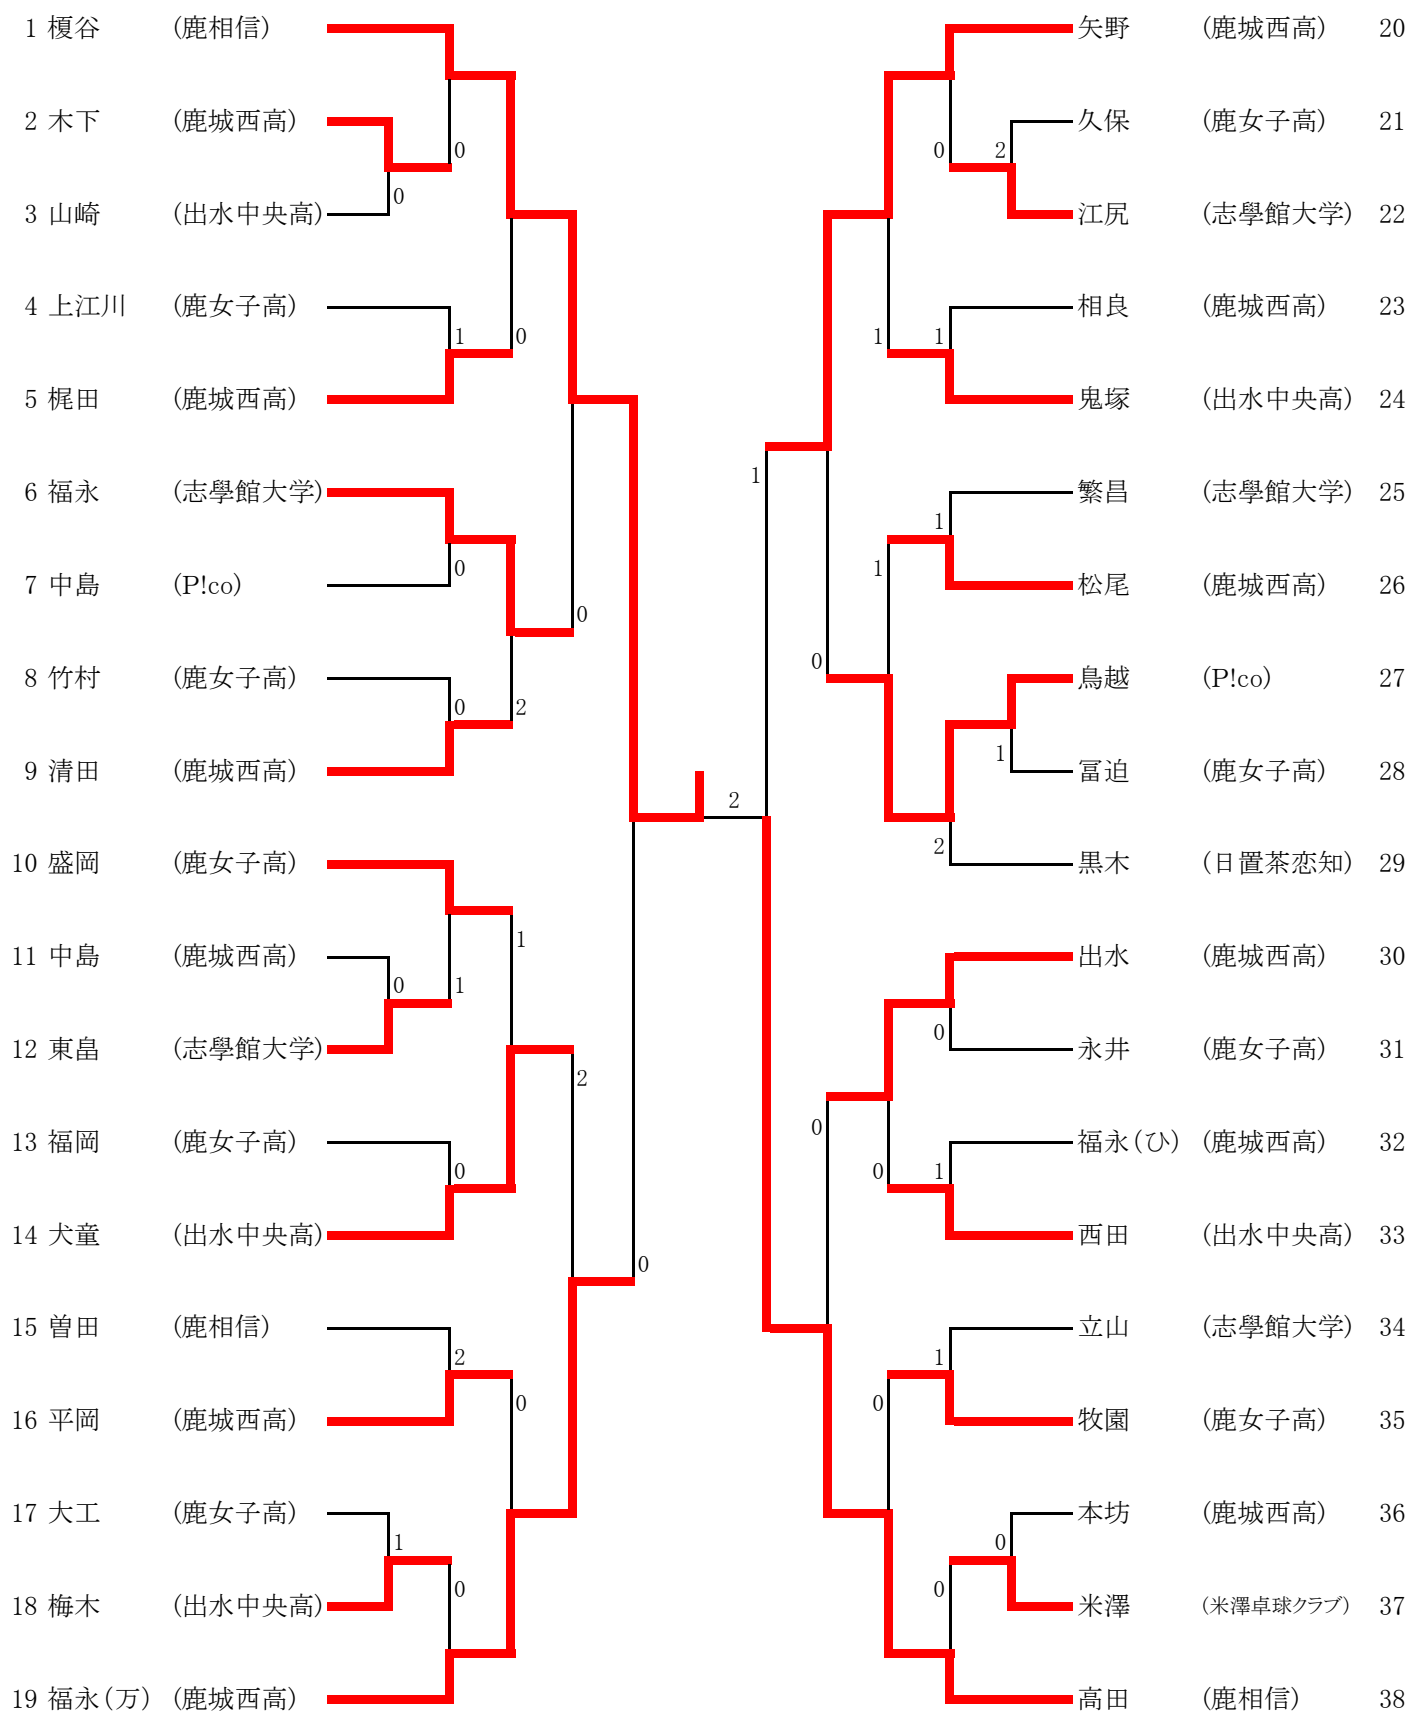 1 榎谷 (鹿相信)
2 木下 (鹿城西高)
0
3 山崎 (出水中央高)
0
4 上江川 (鹿女子高)
1
0
5 梶田 (鹿城西高)
6 福永 (志學館大学)
0
7 中島 (P!co)
0
8 竹村 (鹿女子高)
0
2
9 清田 (鹿城西高)
10 盛岡 (鹿女子高)
1
11 中島 (鹿城西高)
0
1
12 東畠 (志學館大学)
2
13 福岡 (鹿女子高)
0
14 犬童 (出水中央高)
0
15 曽田 (鹿相信)
2
0
16 平岡 (鹿城西高)
17 大工 (鹿女子高)
1
0
18 梅木 (出水中央高)
19 福永(万) (鹿城西高)
2
矢野 (鹿城西高) 20
久保 (鹿女子高) 21
0
2
江尻 (志學館大学) 22
相良 (鹿城西高) 23
1
1
鬼塚 (出水中央高) 24
1
繁昌 (志學館大学) 25
1
1
松尾 (鹿城西高) 26
0
鳥越 (P!co) 27
1
冨迫 (鹿女子高) 28
2
黒木 (日置茶恋知) 29
出水 (鹿城西高) 30
0
永井 (鹿女子高) 31
0
福永(ひ) (鹿城西高) 32
0
1
西田 (出水中央高) 33
立山 (志學館大学) 34
1
0
牧園 (鹿女子高) 35
本坊 (鹿城西高) 36
0
0
米澤 (米澤卓球クラブ) 37
高田 (鹿相信) 38